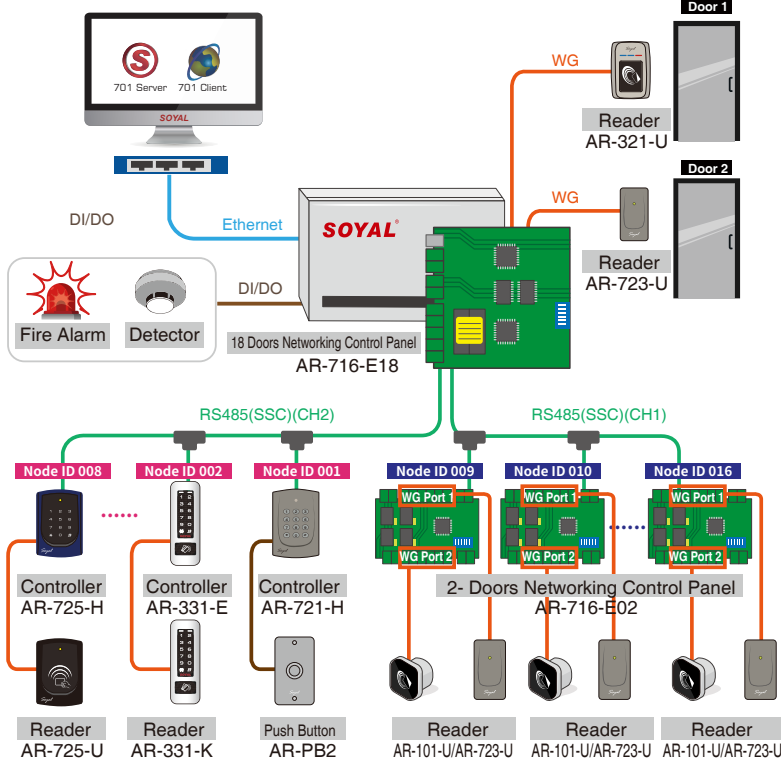 Door 1
701 Server
701 Client
SOYAL
WG
Reader
AR-321-U
Door 2
WG
Reader
AR-723-U
DI/DO
Ethernet
SOYAL®
DI/DO
Fire Alarm
Detector
18 Doors Networking Control Panel
AR-716-E18
RS485(SSC)(CH2)
RS485(SSC)(CH1)
Node ID 008
Node ID 002
Node ID 001
Node ID 009
Node ID 010
Node ID 016
WG Port 1
WG Port 1
WG Port 1
WG Port 2
WG Port 2
WG Port 2
Controller
AR-725-H
Controller
AR-331-E
Controller
AR-721-H
2- Doors Networking Control Panel
AR-716-E02
Reader
AR-725-U
Reader
AR-331-K
Push Button
AR-PB2
Reader
AR-101-U/AR-723-U
Reader
AR-101-U/AR-723-U
Reader
AR-101-U/AR-723-U